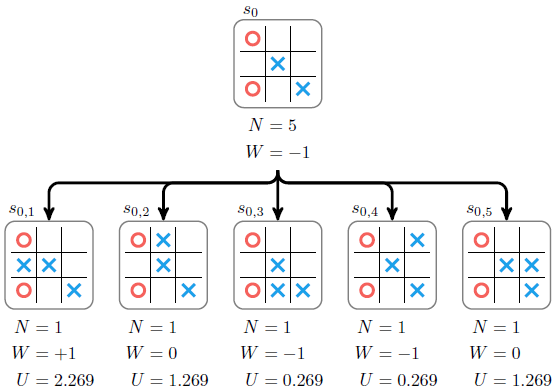 s_0
N = 5
W = −1
s_{0,1} s_{0,2} s_{0,3} s_{0,4} s_{0,5}
N = 1 N = 1 N = 1 N = 1 N = 1
W = +1 W = 0 W = −1 W = −1 W = 0
U = 2.269 U = 1.269 U = 0.269 U = 0.269 U = 1.269